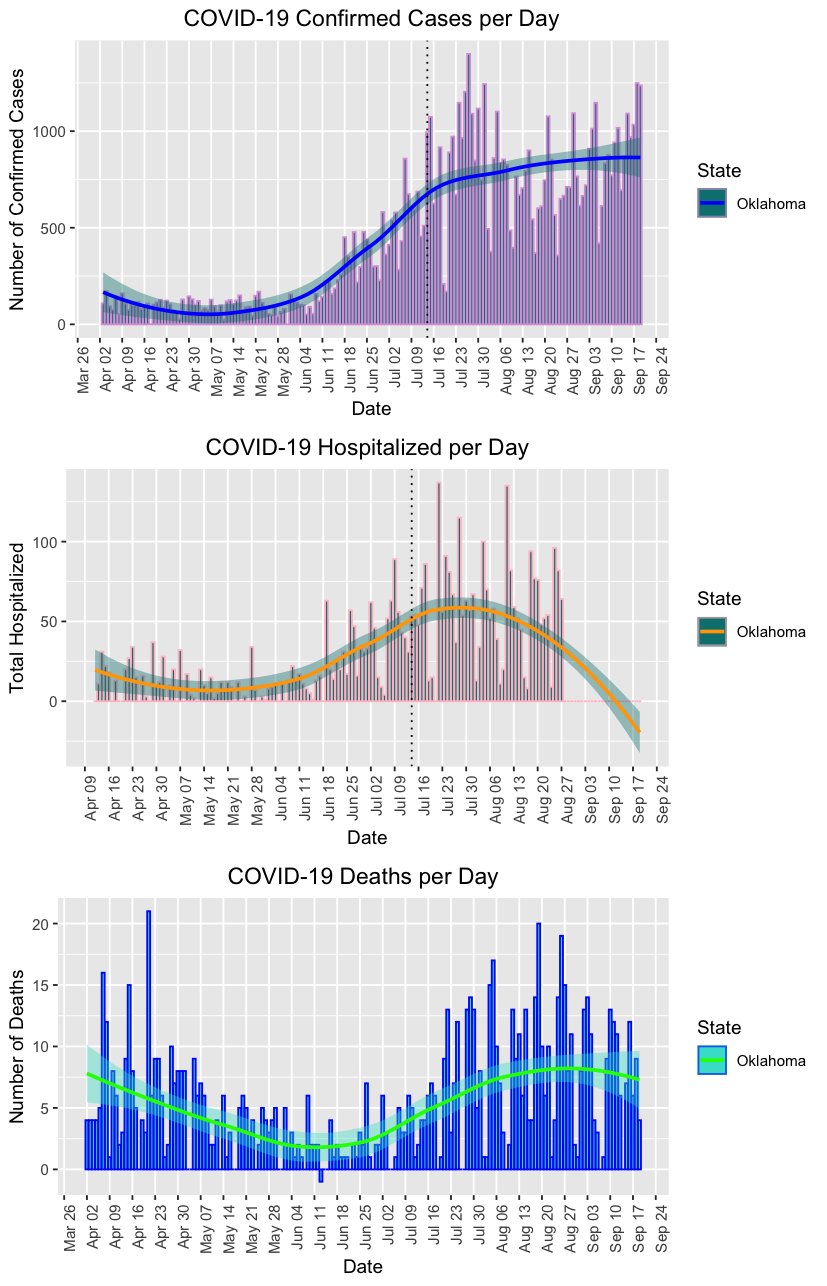 COVID-19 Confirmed Cases per Day
Number of Confirmed Cases
1000
500
0
Mar 26
Apr 02
Apr 09
Apr 16
Apr 23
Apr 30
May 07
May 14
May 21
May 28
Jun 04
Jun 11
Jun 18
Jun 25
Jul 02
Jul 09
Jul 16
Jul 23
Jul 30
Aug 06
Aug 13
Aug 20
Aug 27
Sep 03
Sep 10
Sep 17
Sep 24
Date
State
Oklahoma
COVID-19 Hospitalized per Day
Total Hospitalized
100
50
0
Apr 09
Apr 16
Apr 23
Apr 30
May 07
May 14
May 21
May 28
Jun 04
Jun 11
Jun 18
Jun 25
Jul 02
Jul 09
Jul 16
Jul 23
Jul 30
Aug 06
Aug 13
Aug 20
Aug 27
Sep 03
Sep 10
Sep 17
Sep 24
Date
State
Oklahoma
COVID-19 Deaths per Day
Number of Deaths
20
15
10
5
0
Mar 26
Apr 02
Apr 09
Apr 16
Apr 23
Apr 30
May 07
May 14
May 21
May 28
Jun 04
Jun 11
Jun 18
Jun 25
Jul 02
Jul 09
Jul 16
Jul 23
Jul 30
Aug 06
Aug 13
Aug 20
Aug 27
Sep 03
Sep 10
Sep 17
Sep 24
Date
State
Oklahoma